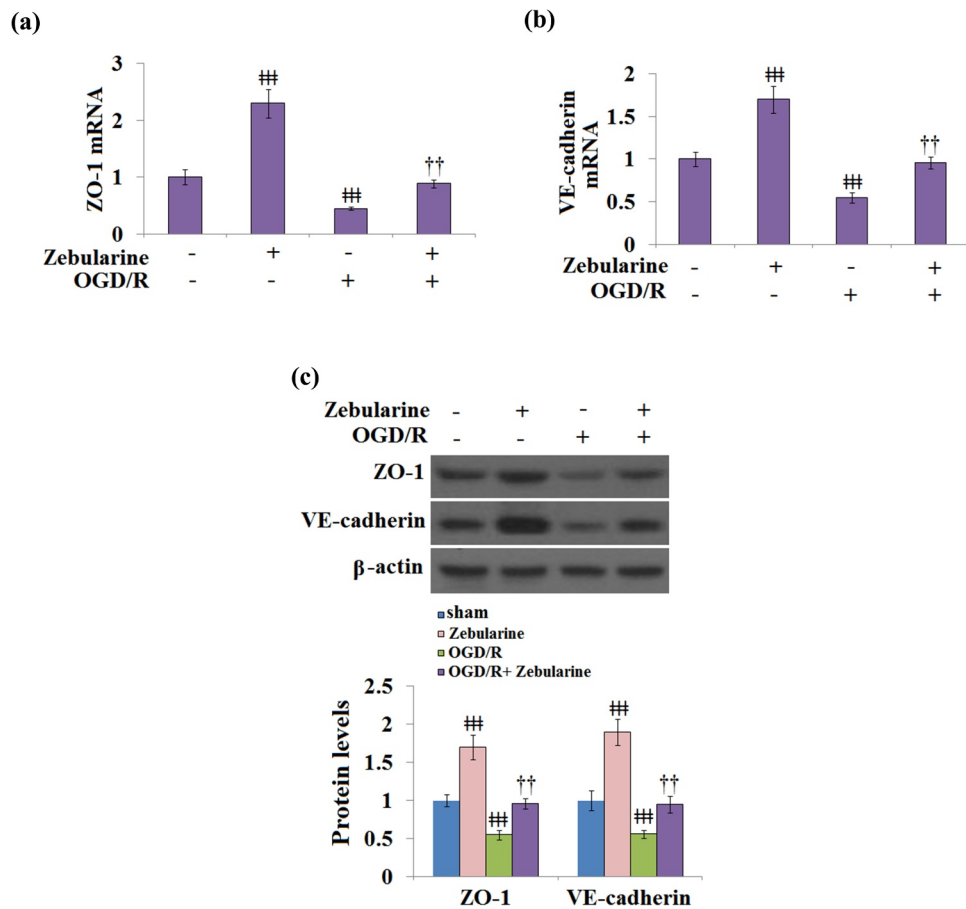 (a)
ZO-1 mRNA
3
2
1
0
ⵌ
ⵌ
††
Zebularine - + - +
OGD/R - - + +
(b)
VE-cadherin
mRNA
2
1.5
1
0.5
0
ⵌ
ⵌ
††
Zebularine - + - +
OGD/R - - + +
(c)
Zebularine - + - +
OGD/R - - + +
ZO-1
VE-cadherin
β-actin
sham
Zebularine
OGD/R
OGD/R+ Zebularine
Protein levels
2.5
2
1.5
1
0.5
0
ⵌ
ⵌ
††
ⵌ
ⵌ
††
ZO-1 VE-cadherin